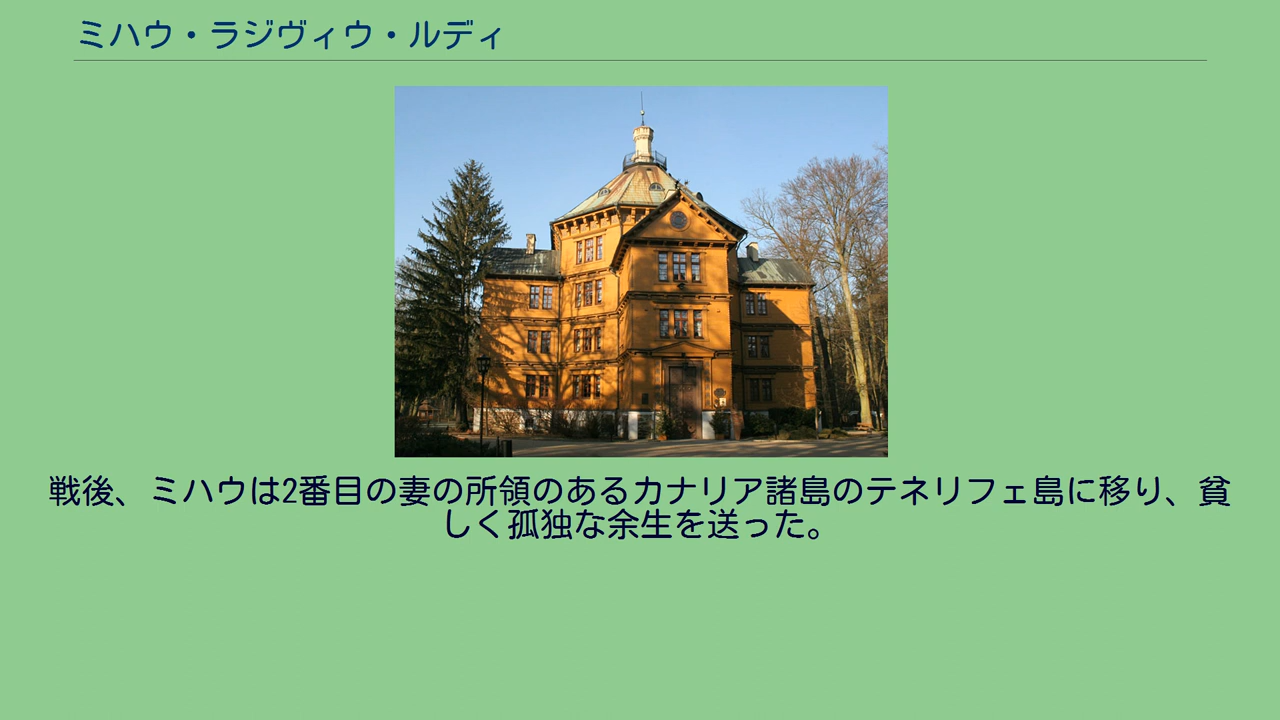 ミハウ・ラジヴィウ・ルディ
戦後、ミハウは2番目の妻の所領のあるカナリア諸島のテネリフェ島に移り、貧
しく孤独な余生を送った。